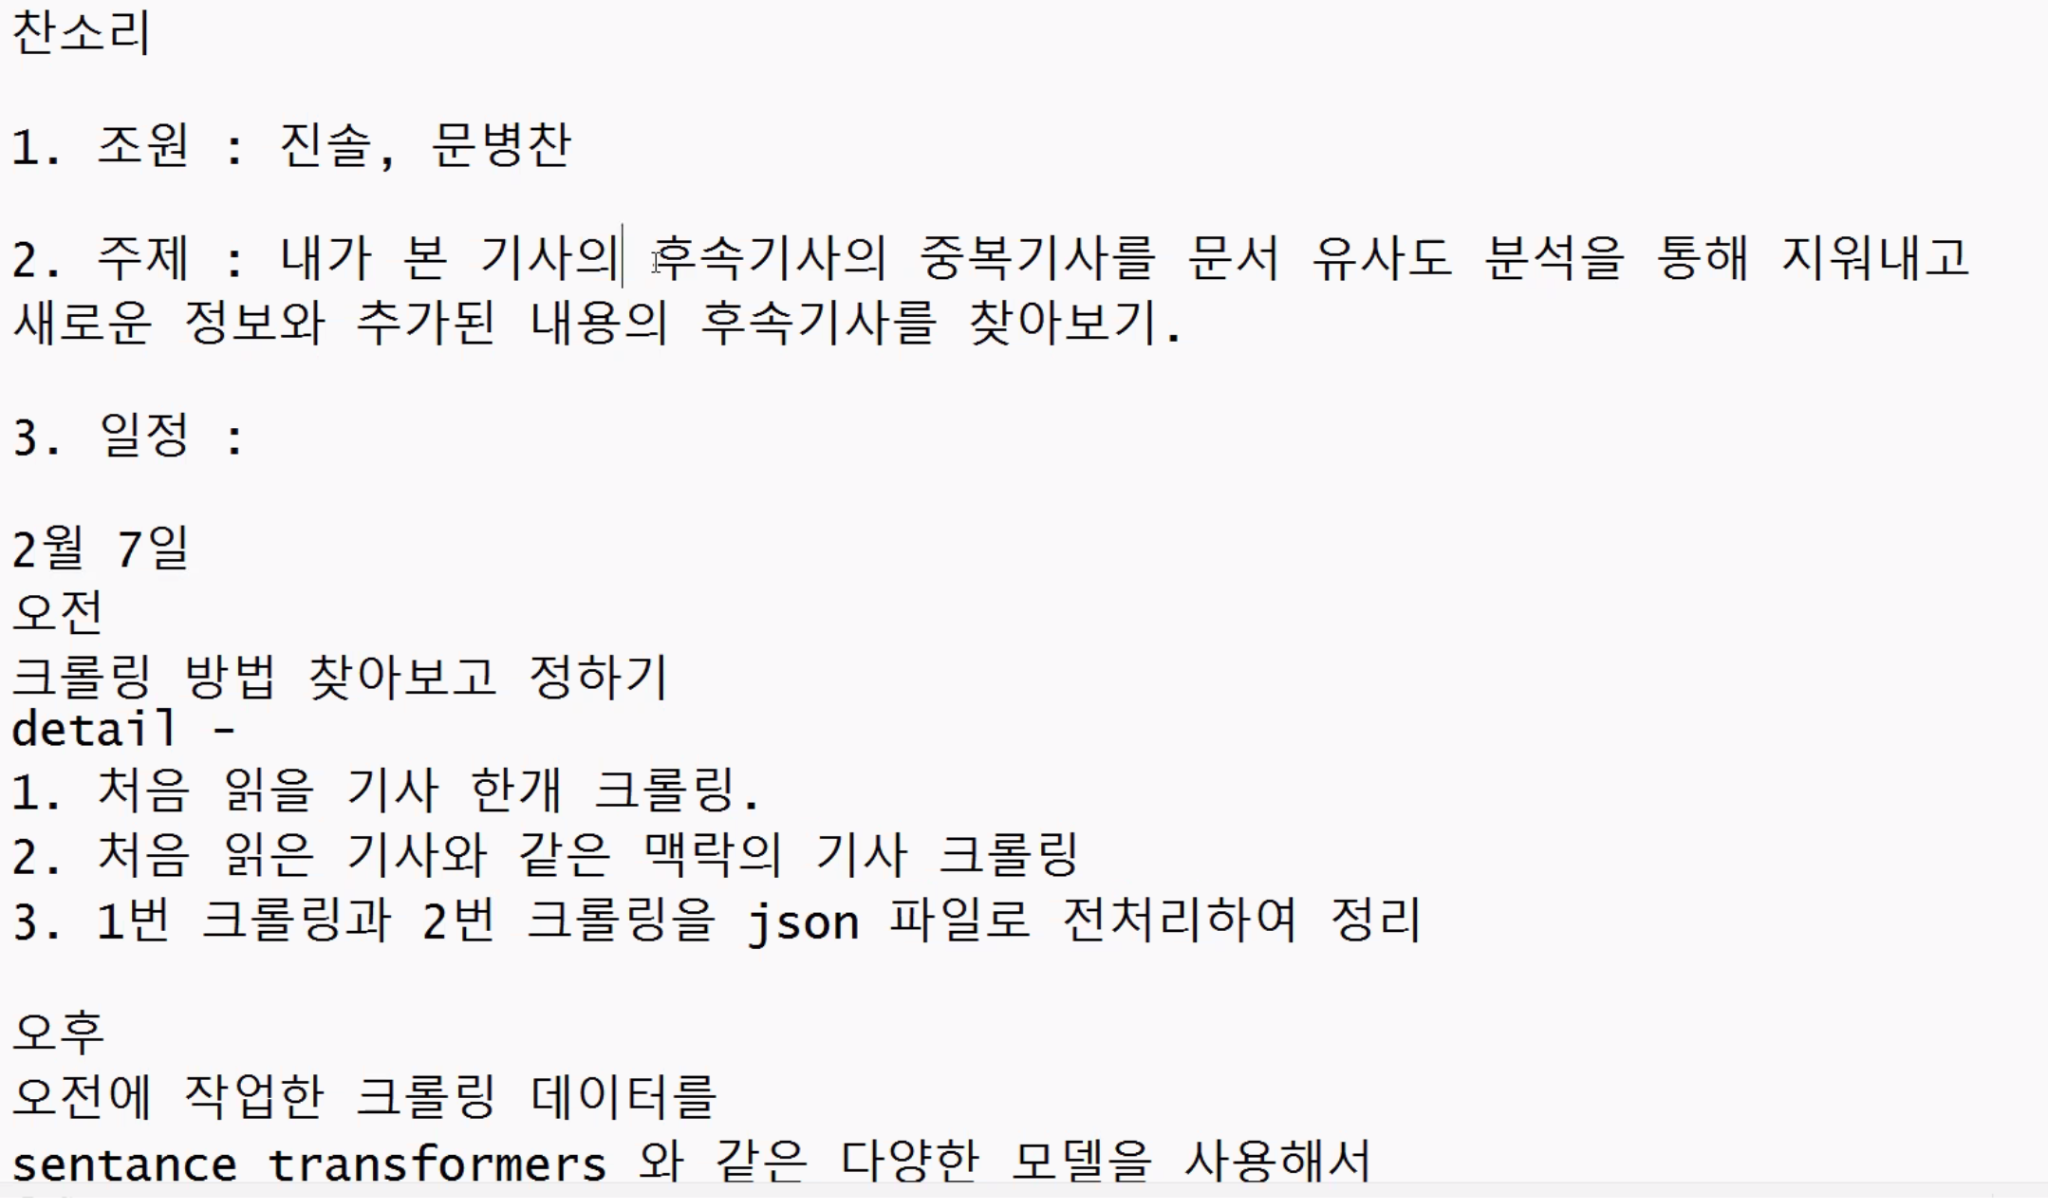 찬소리
1. 조원 : 진솔, 문병찬
2. 주제 : 내가 본 기사의 후속기사의 중복기사를 문서 유사도 분석을 통해 지워내고
새로운 정보와 추가된 내용의 후속기사를 찾아보기.
3. 일정 :
2월 7일
오전
크롤링 방법 찾아보고 정하기
detail -
1. 처음 읽을 기사 한개 크롤링.
2. 처음 읽은 기사와 같은 맥락의 기사 크롤링
3. 1번 크롤링과 2번 크롤링을 json 파일로 전처리하여 정리
오후
오전에 작업한 크롤링 데이터를
sentance transformers 와 같은 다양한 모델을 사용해서